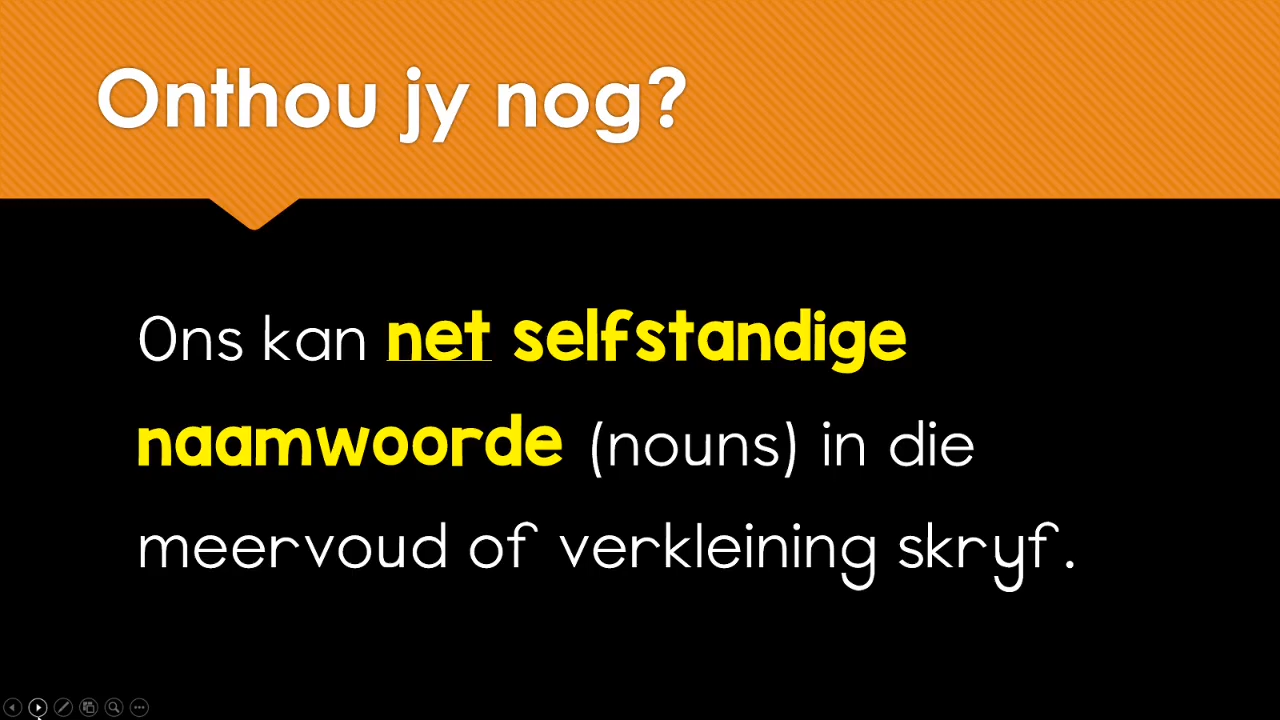 Onthou jy nog?
Ons kan net selfstandige
naamwoorde (nouns) in die
meervoud of verkleining skryf.